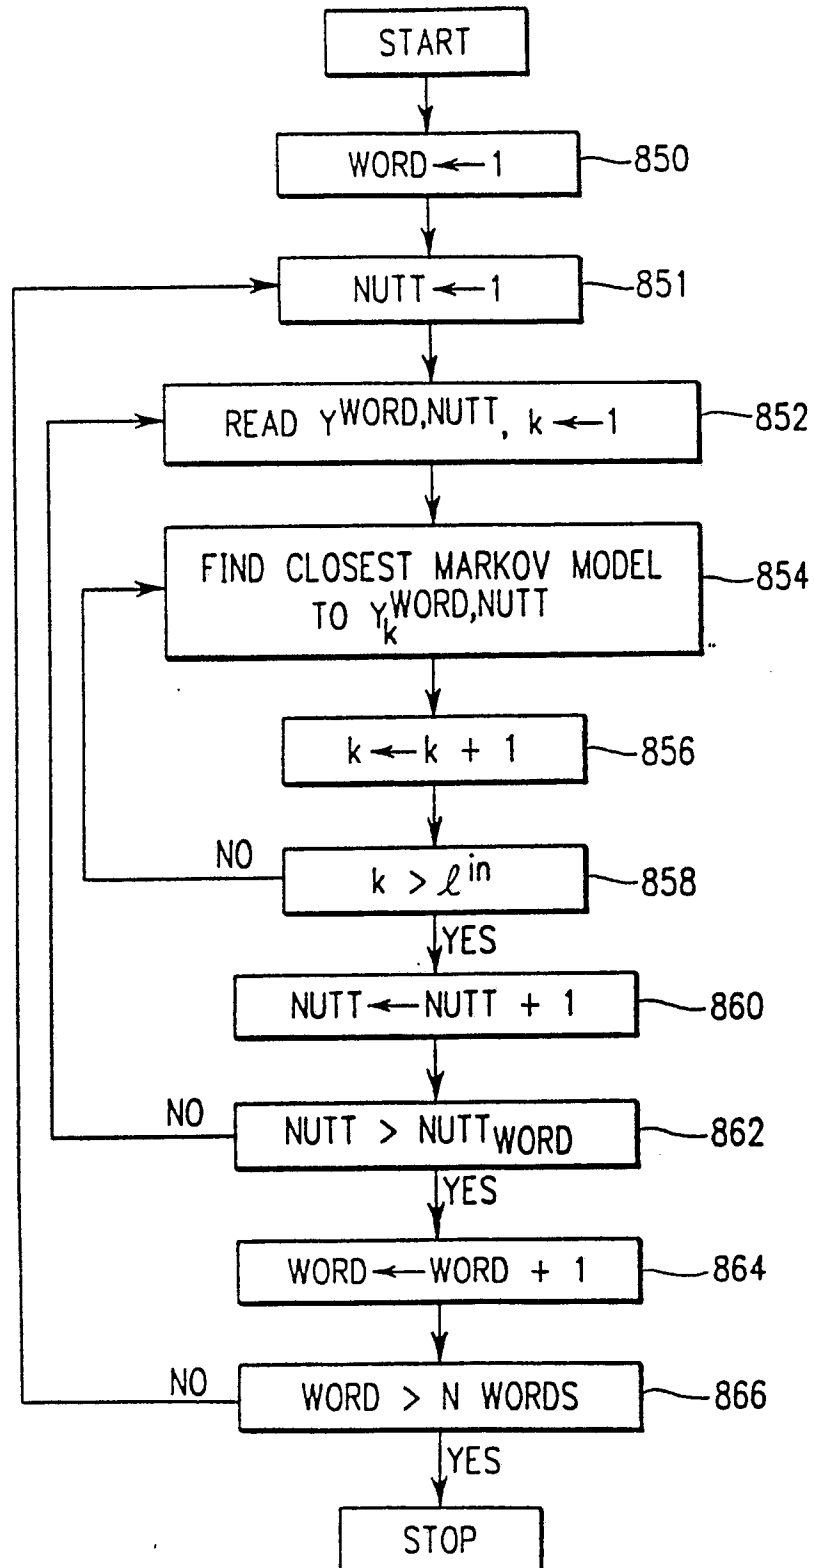 START
WORD ← 1
850
NUTT ← 1
851
READ Y^WORD,NUTT, k ← 1
852
FIND CLOSEST MARKOV MODEL
TO Y_k^WORD,NUTT
854
k ← k + 1
856
NO
k > ℓ^in
858
YES
NUTT ← NUTT + 1
860
NO
NUTT > NUTT_WORD
862
YES
WORD ← WORD + 1
864
NO
WORD > N WORDS
866
YES
STOP